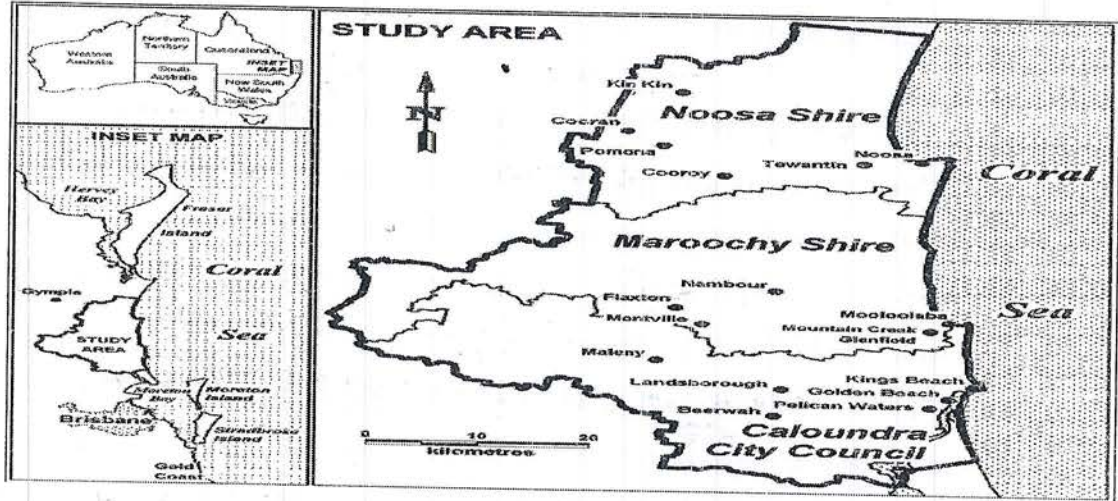 Western
Australia
Northern
Territory
South
Australia
Queensland
INSET
MAP
New South
Wales
Victoria
INSET MAP
Hervey
Bay
Fraser
Island
Coral
Sea
Gympie
STUDY
AREA
Moreton
Bay
Moreton
Island
Brisbane
Stradbroke
Island
Gold
Coast
STUDY AREA
N
Kin Kin
Noosa Shire
Cooran
Pomona
Cooroy
Tewantin
Noosa
Coral
Sea
Maroochy Shire
Nambour
Flaxton
Montville
Mooloolaba
Mountain Creek
Glenfield
Maleny
Landsborough
Kings Beach
Golden Beach
Beerwah
Pelican Waters
Caloundra
City Council
0 10 20
kilometres